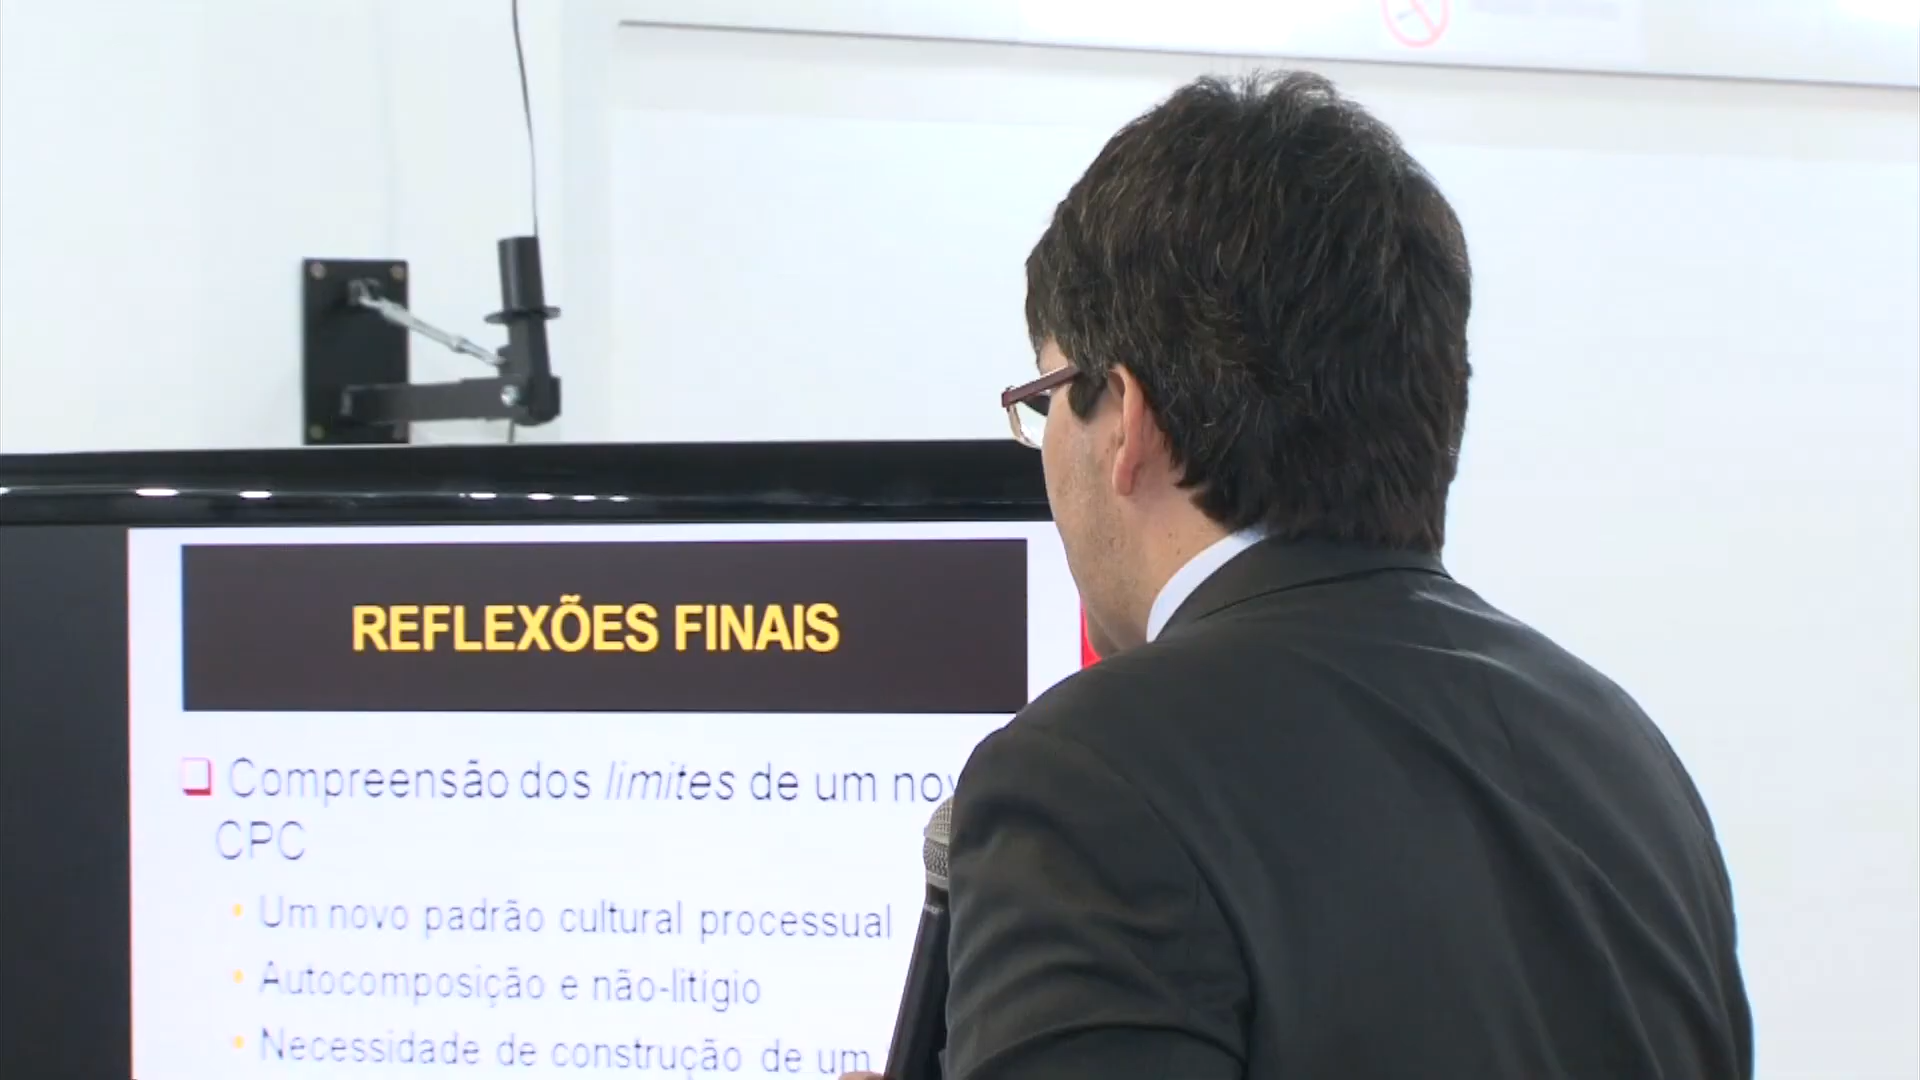 REFLEXÕES FINAIS
Compreensão dos limites de um
CPC
Um novo padrão cultural processual
Autocomposição e não-litígio
Necessidade de construção de um